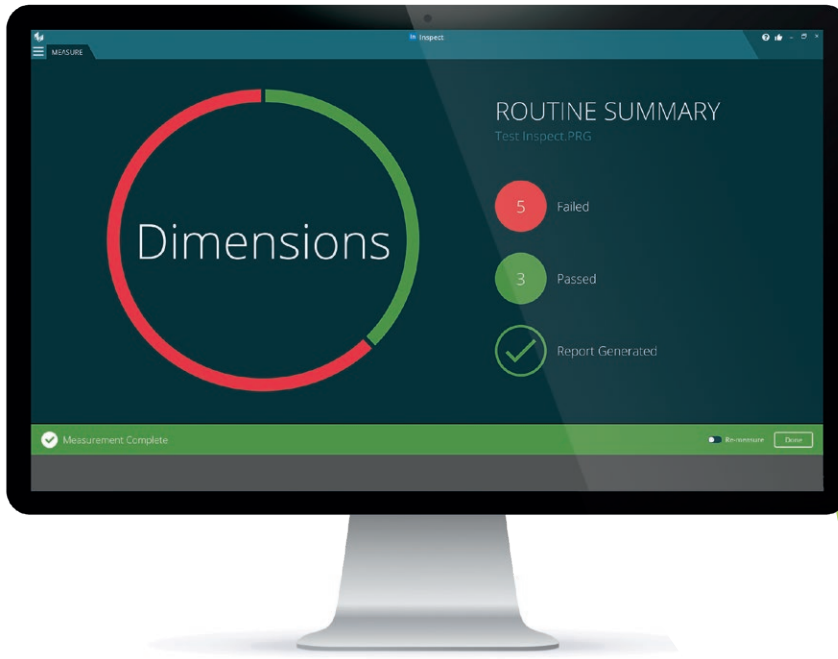 Inspect
MEASURE
ROUTINE SUMMARY
Test Inspect.PRG
Dimensions
5 Failed
3 Passed
Report Generated
Measurement Complete
Re-measure
Done